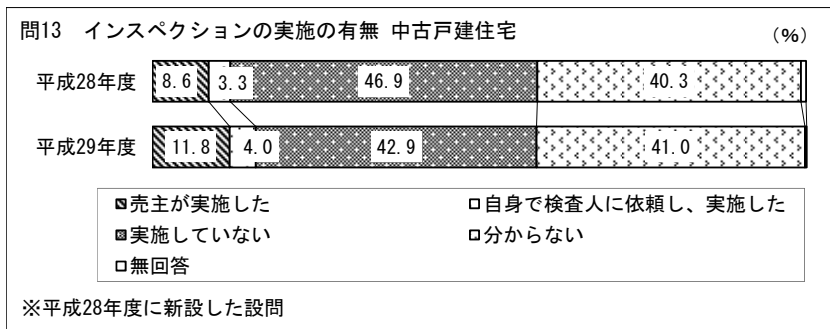 問13　インスペクションの実施の有無 中古戸建住宅
(%)
平成28年度 8.6 3.3 46.9 40.3
平成29年度 11.8 4.0 42.9 41.0
売主が実施した 自身で検査人に依頼し、実施した
実施していない 分からない
無回答
※平成28年度に新設した設問